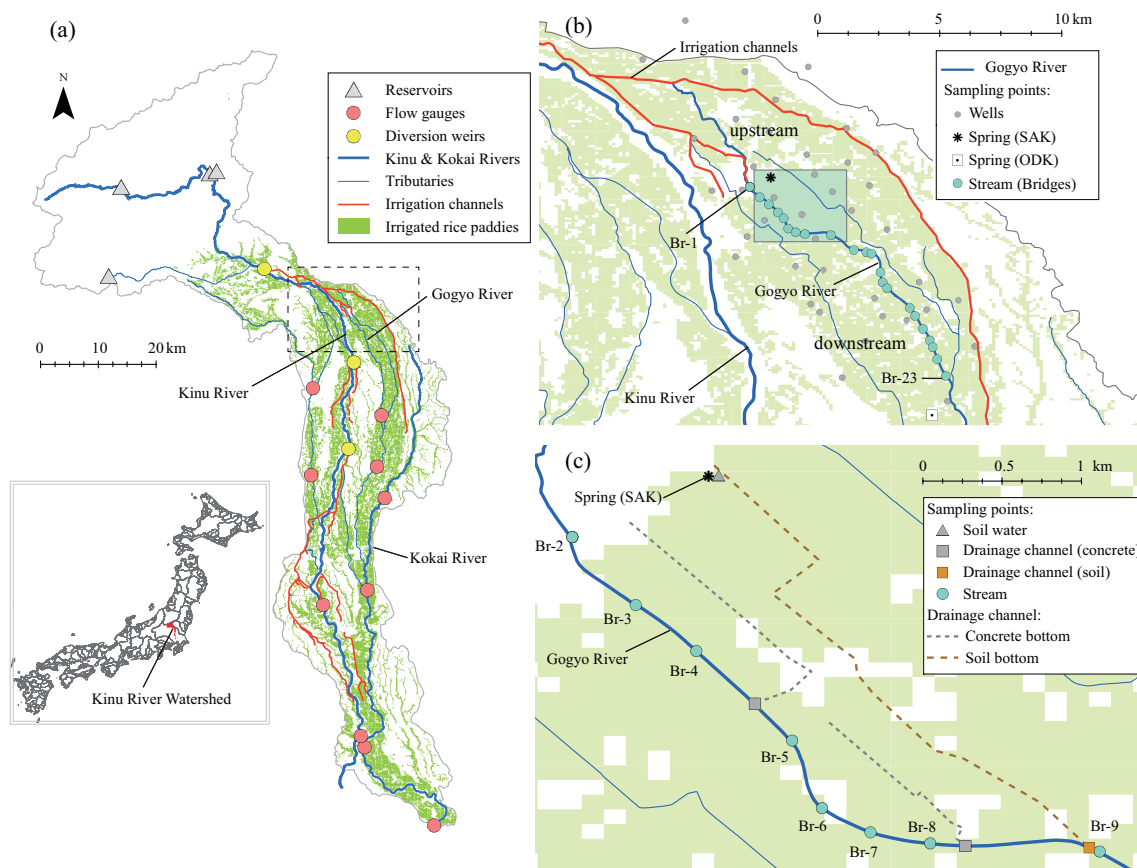 (a)
N
Reservoirs
Flow gauges
Diversion weirs
Kinu & Kokai Rivers
Tributaries
Irrigation channels
Irrigated rice paddies
Gogyo River
0 10 20 km
Kinu River
Kokai River
Kinu River Watershed
(b)
0 5 10 km
Irrigation channels
Gogyo River
Sampling points:
Wells
Spring (SAK)
Spring (ODK)
Stream (Bridges)
upstream
Br-1
Gogyo River
downstream
Kinu River
Br-23
(c)
0 0.5 1 km
Spring (SAK)
Sampling points:
Soil water
Drainage channel (concrete)
Drainage channel (soil)
Stream
Drainage channel:
Concrete bottom
Soil bottom
Br-2
Br-3
Gogyo River
Br-4
Br-5
Br-6
Br-7
Br-8
Br-9